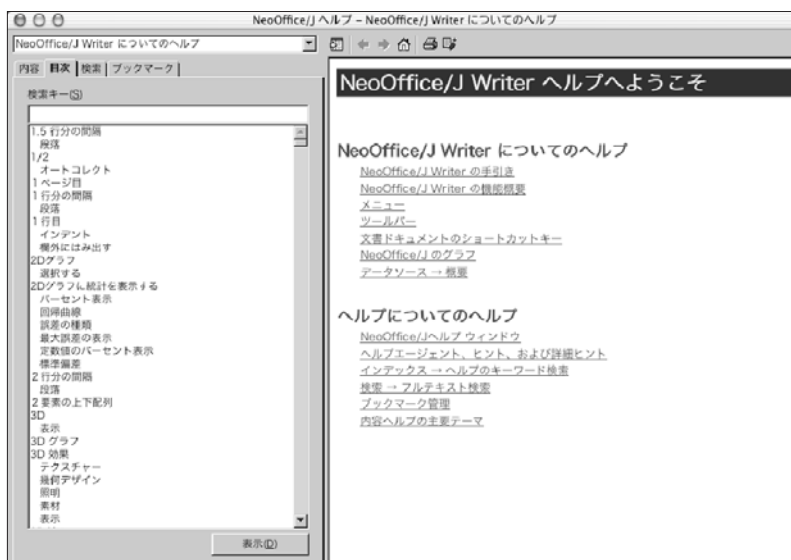 NeoOffice/J ヘルプ – NeoOffice/J Writer についてのヘルプ
NeoOffice/J Writer についてのヘルプ
内容 目次 検索 ブックマーク
検索キー(S)
1.5 行分の間隔
段落
1/2
オートコレクト
1 ページ目
1 行分の間隔
段落
1 行目
インデント
欄外にはみ出す
2Dグラフ
選択する
2Dグラフに統計を表示する
パーセント表示
回帰曲線
誤差の種類
最大誤差の表示
定数値のパーセント表示
標準偏差
2 行分の間隔
段落
2 要素の上下配列
3D
表示
3D グラフ
3D 効果
テクスチャー
幾何デザイン
照明
素材
表示
表示(D)
NeoOffice/J Writer ヘルプへようこそ
NeoOffice/J Writer についてのヘルプ
NeoOffice/J Writer の手引き
NeoOffice/J Writer の機能概要
メニュー
ツールバー
文書ドキュメントのショートカットキー
NeoOffice/J のグラフ
データソース → 概要
ヘルプについてのヘルプ
NeoOffice/Jヘルプ ウィンドウ
ヘルプエージェント、ヒント、および詳細ヒント
インデックス → ヘルプのキーワード検索
検索 → フルテキスト検索
ブックマーク管理
内容ヘルプの主要テーマ